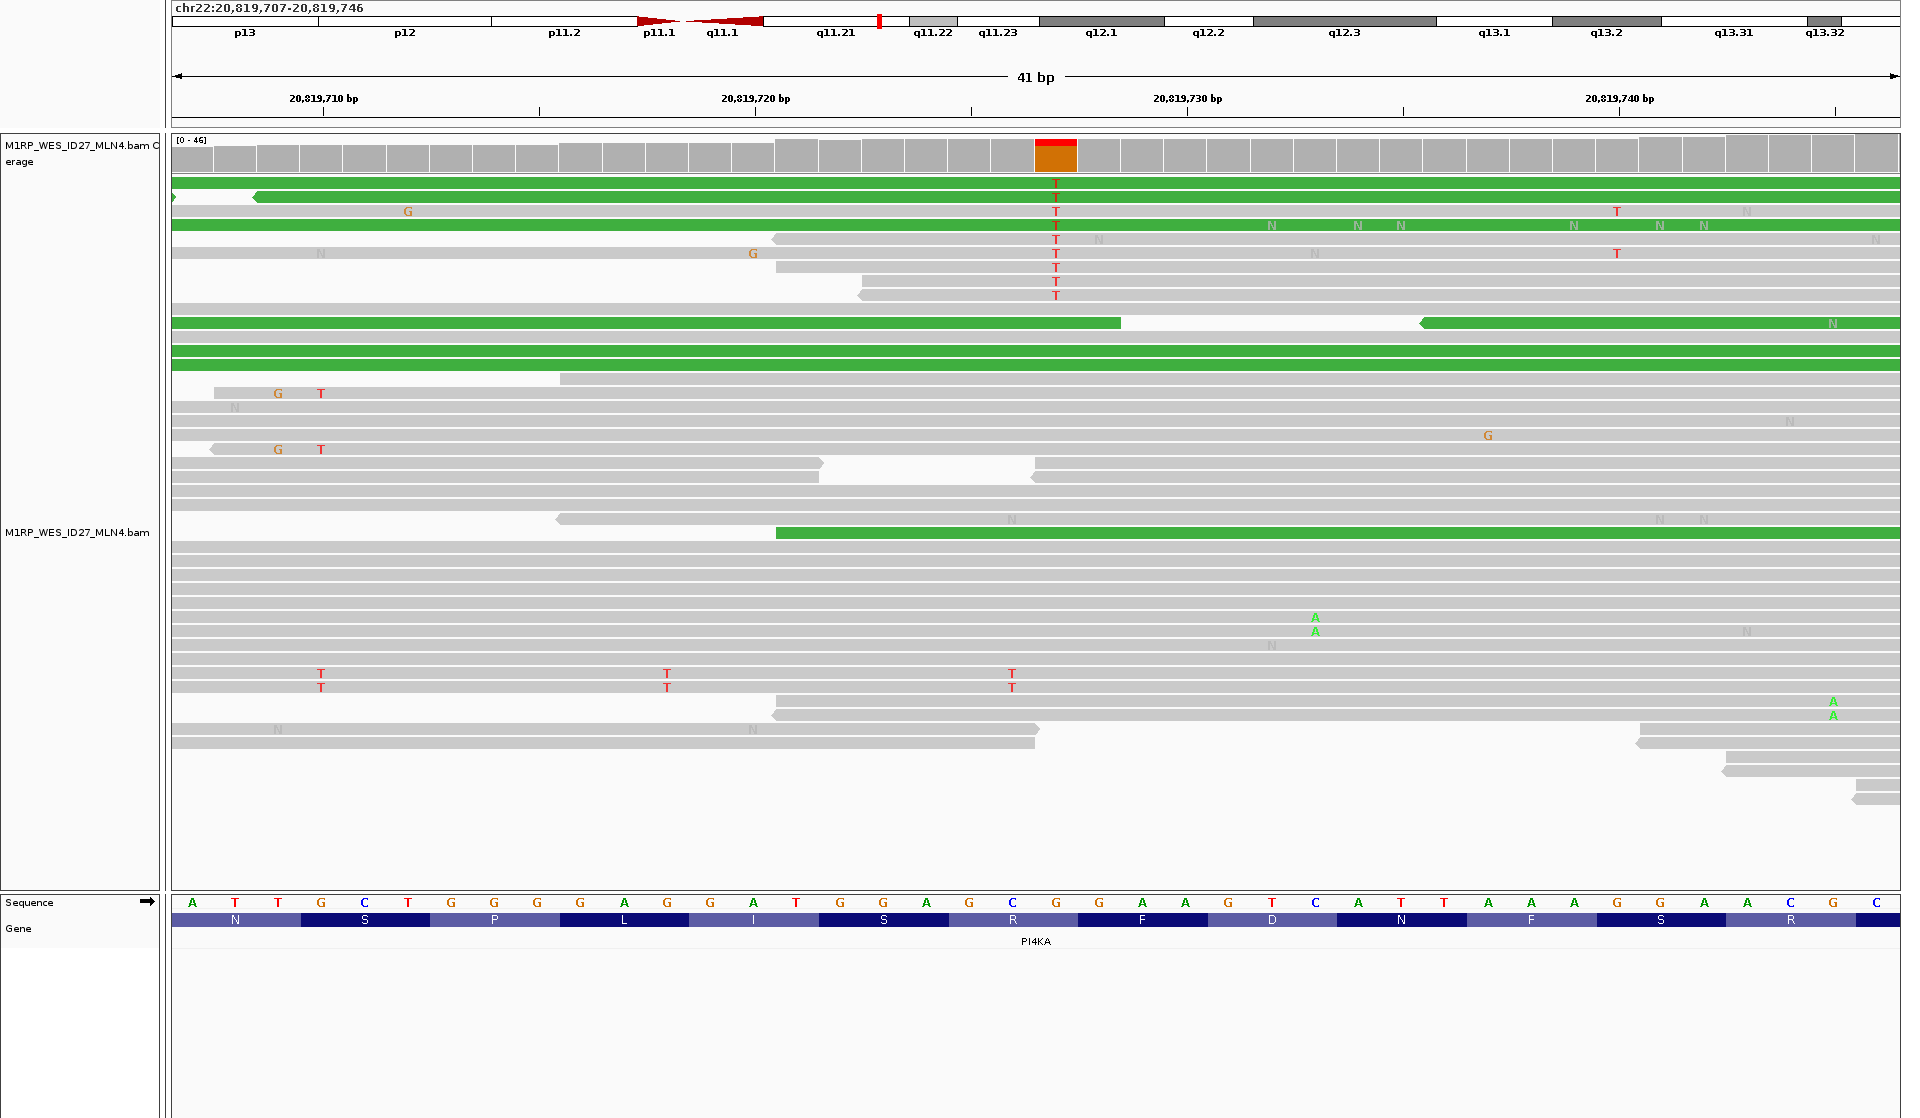 chr22:20,819,707-20,819,746
p13 p12 p11.2 p11.1 q11.1 q11.21 q11.22 q11.23 q12.1 q12.2 q12.3 q13.1 q13.2 q13.31 q13.32
41 bp
20,819,710 bp 20,819,720 bp 20,819,730 bp 20,819,740 bp
M1RP_WES_ID27_MLN4.bam C
erage
[0 - 46]
T
T
G T T N
T N N N N N N
T N N
N G T N T
T
T
T
N
G T
N
N
G
G T
N N N
M1RP_WES_ID27_MLN4.bam
A
A N
N
T T T
T T T
A
A
N N
Sequence A T T G C T G G G G A G G A T G G A G C G G A A G T C A T T A A A G G A A C G C
N S P L I S R F D N F S R
Gene
PI4KA